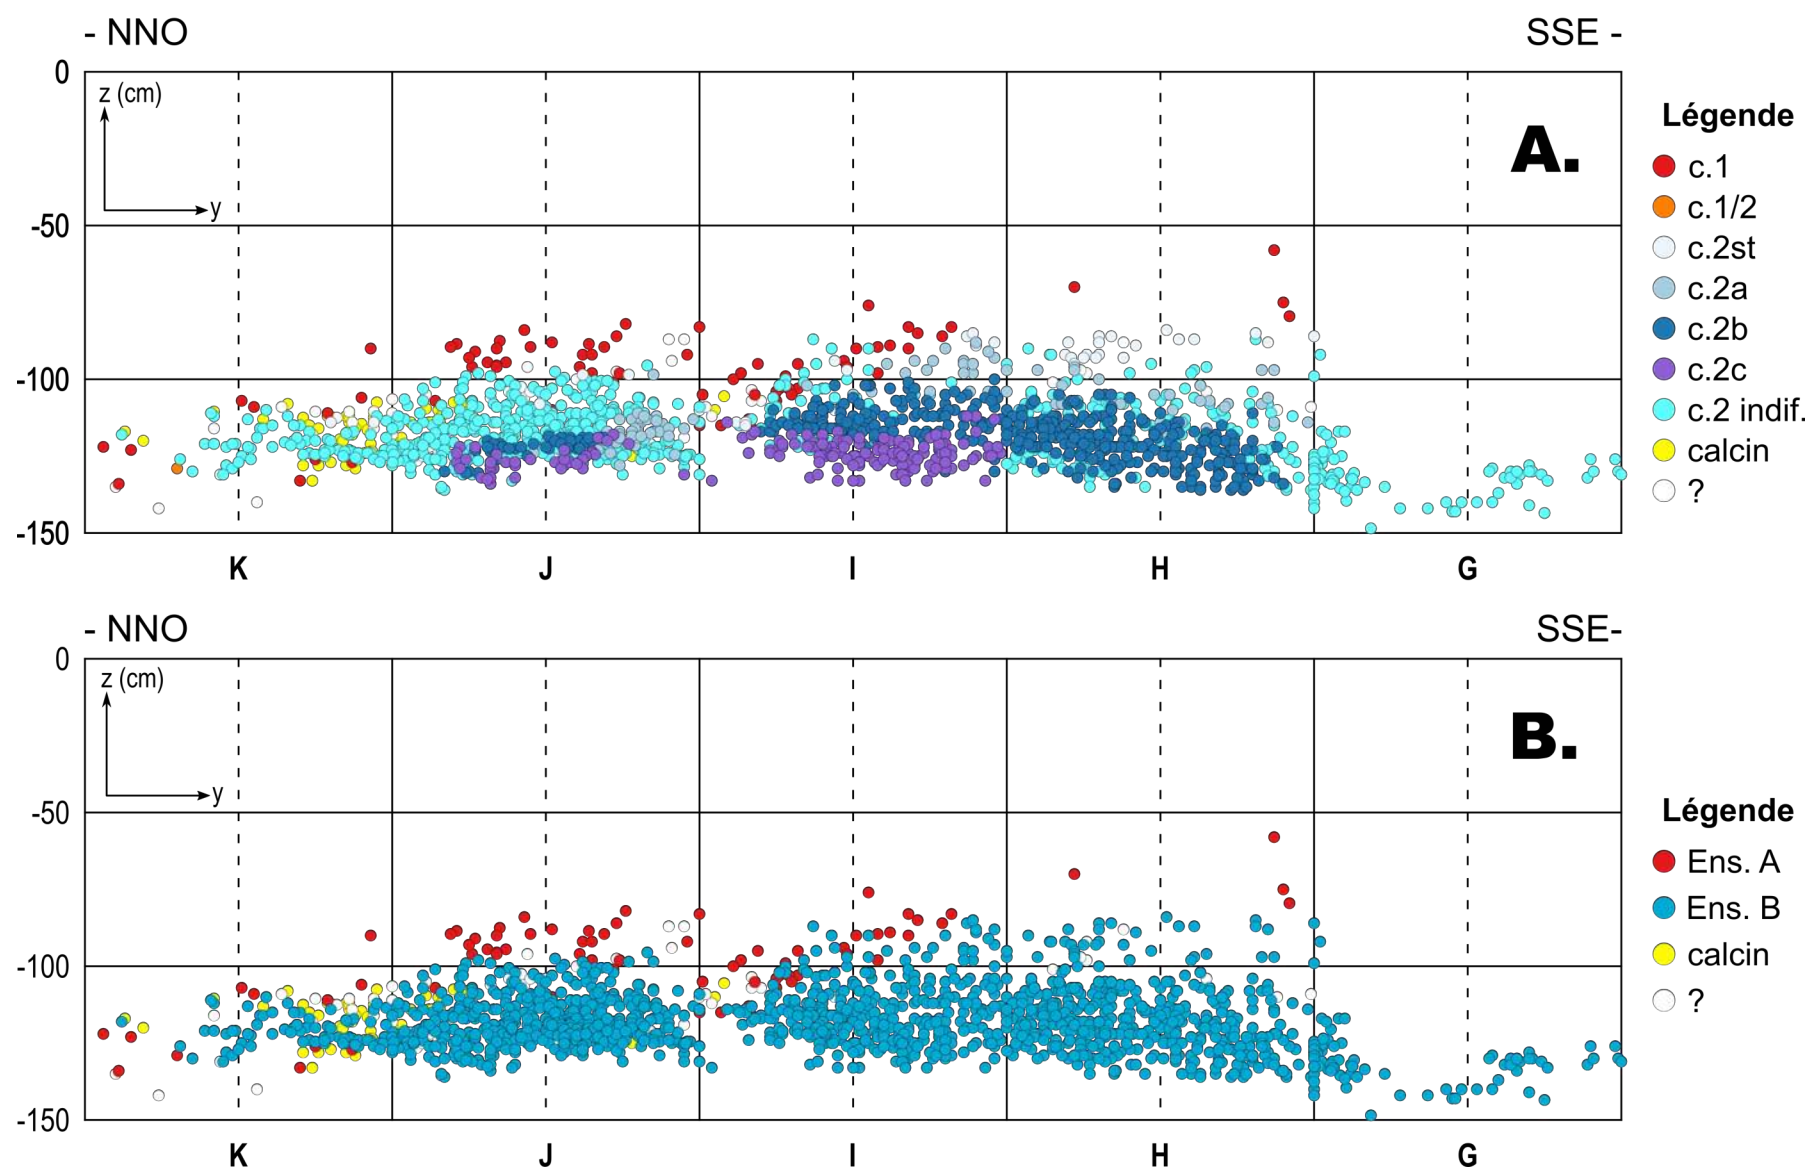 - NNO SSE -
0
z (cm)
A.
y
-50
-100
-150
K J I H G
Légende
c.1
c.1/2
c.2st
c.2a
c.2b
c.2c
c.2 indif.
calcin
?
- NNO SSE-
0
z (cm)
B.
y
-50
-100
-150
K J I H G
Légende
Ens. A
Ens. B
calcin
?